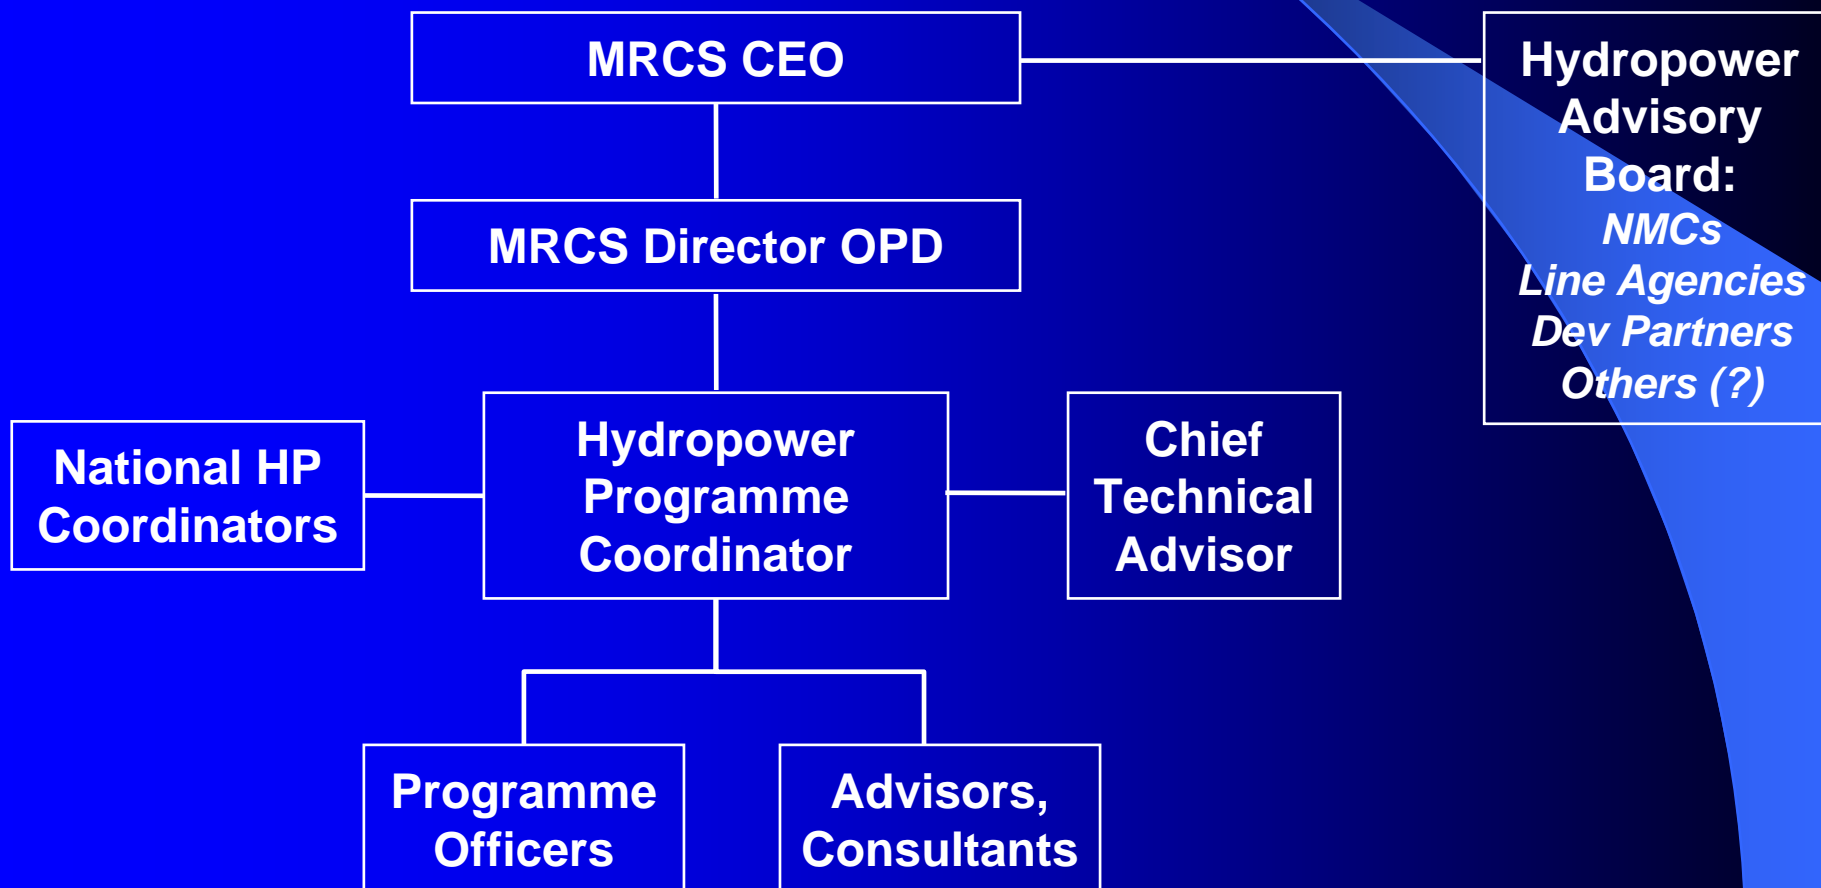 MRCS CEO
Hydropower
Advisory
Board:
NMCs
Line Agencies
Dev Partners
Others (?)
MRCS Director OPD
National HP
Coordinators
Hydropower
Programme
Coordinator
Chief
Technical
Advisor
Programme
Officers
Advisors,
Consultants